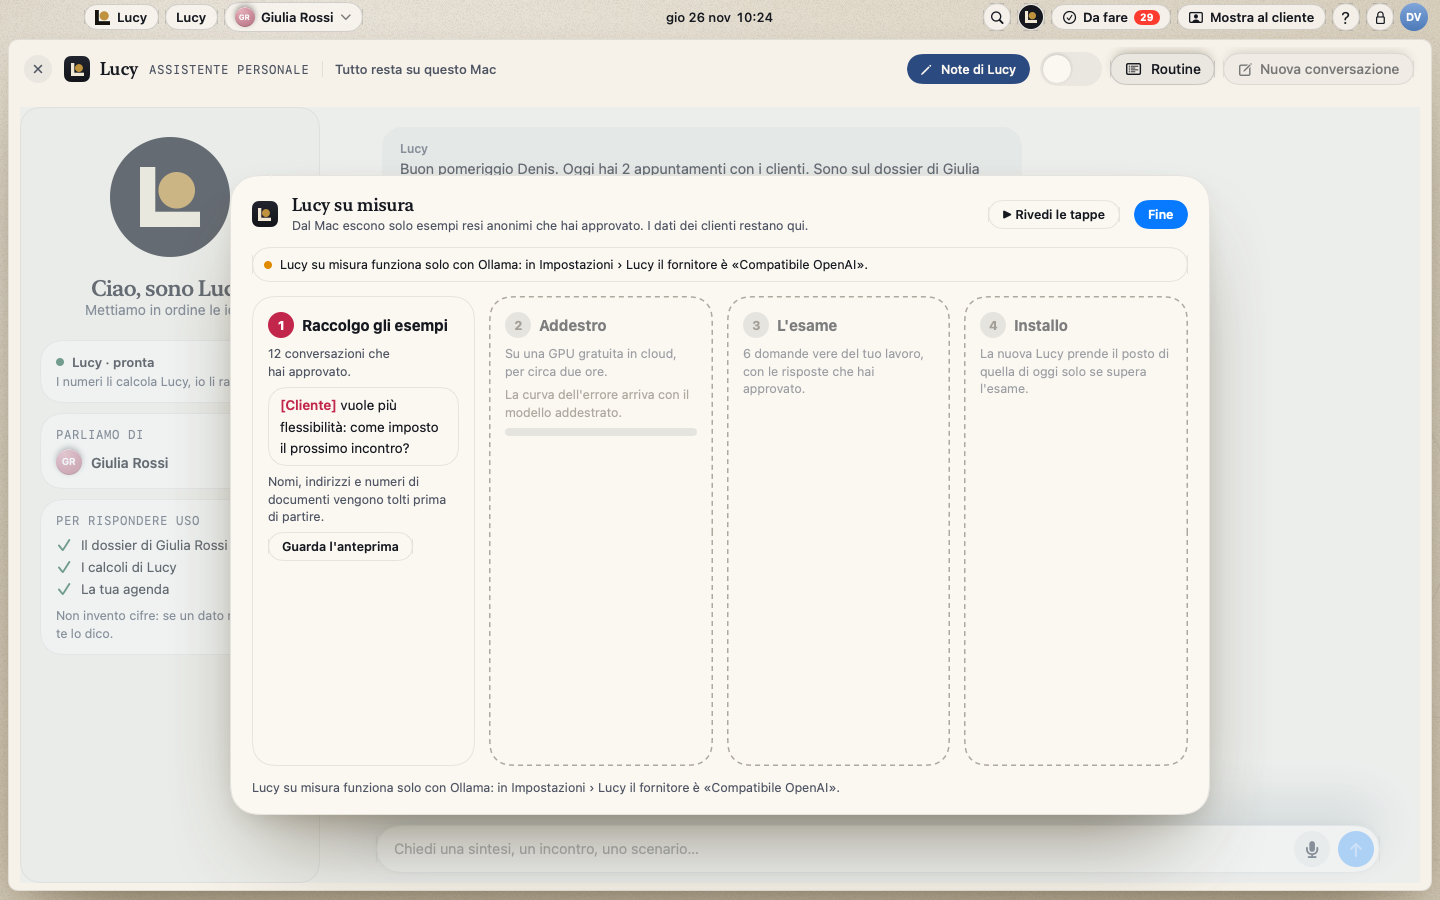 Lucy
Lucy
GR Giulia Rossi
gio 26 nov 10:24
Da fare 29
Mostra al cliente
?
DV
Lucy ASSISTENTE PERSONALE Tutto resta su questo Mac
Note di Lucy
Routine
Nuova conversazione
Lucy
Buon pomeriggio Denis. Oggi hai 2 appuntamenti con i clienti. Sono sul dossier di Giulia
Ciao, sono Luc
Mettiamo in ordine le
Lucy · pronta
I numeri li calcola Lucy, io li
PARLIAMO DI
GR Giulia Rossi
PER RISPONDERE USO
Il dossier di Giulia Rossi
I calcoli di Lucy
La tua agenda
Non invento cifre: se un dato
te lo dico.
Lucy su misura
Dal Mac escono solo esempi resi anonimi che hai approvato. I dati dei clienti restano qui.
Rivedi le tappe
Fine
Lucy su misura funziona solo con Ollama: in Impostazioni › Lucy il fornitore è «Compatibile OpenAI».
1 Raccolgo gli esempi
12 conversazioni che
hai approvato.
[Cliente] vuole più
flessibilità: come imposto
il prossimo incontro?
Nomi, indirizzi e numeri di
documenti vengono tolti prima
di partire.
Guarda l'anteprima
2 Addestro
Su una GPU gratuita in cloud,
per circa due ore.
La curva dell'errore arriva con il
modello addestrato.
3 L'esame
6 domande vere del tuo lavoro,
con le risposte che hai
approvato.
4 Installo
La nuova Lucy prende il posto di
quella di oggi solo se supera
l'esame.
Lucy su misura funziona solo con Ollama: in Impostazioni › Lucy il fornitore è «Compatibile OpenAI».
Chiedi una sintesi, un incontro, uno scenario...